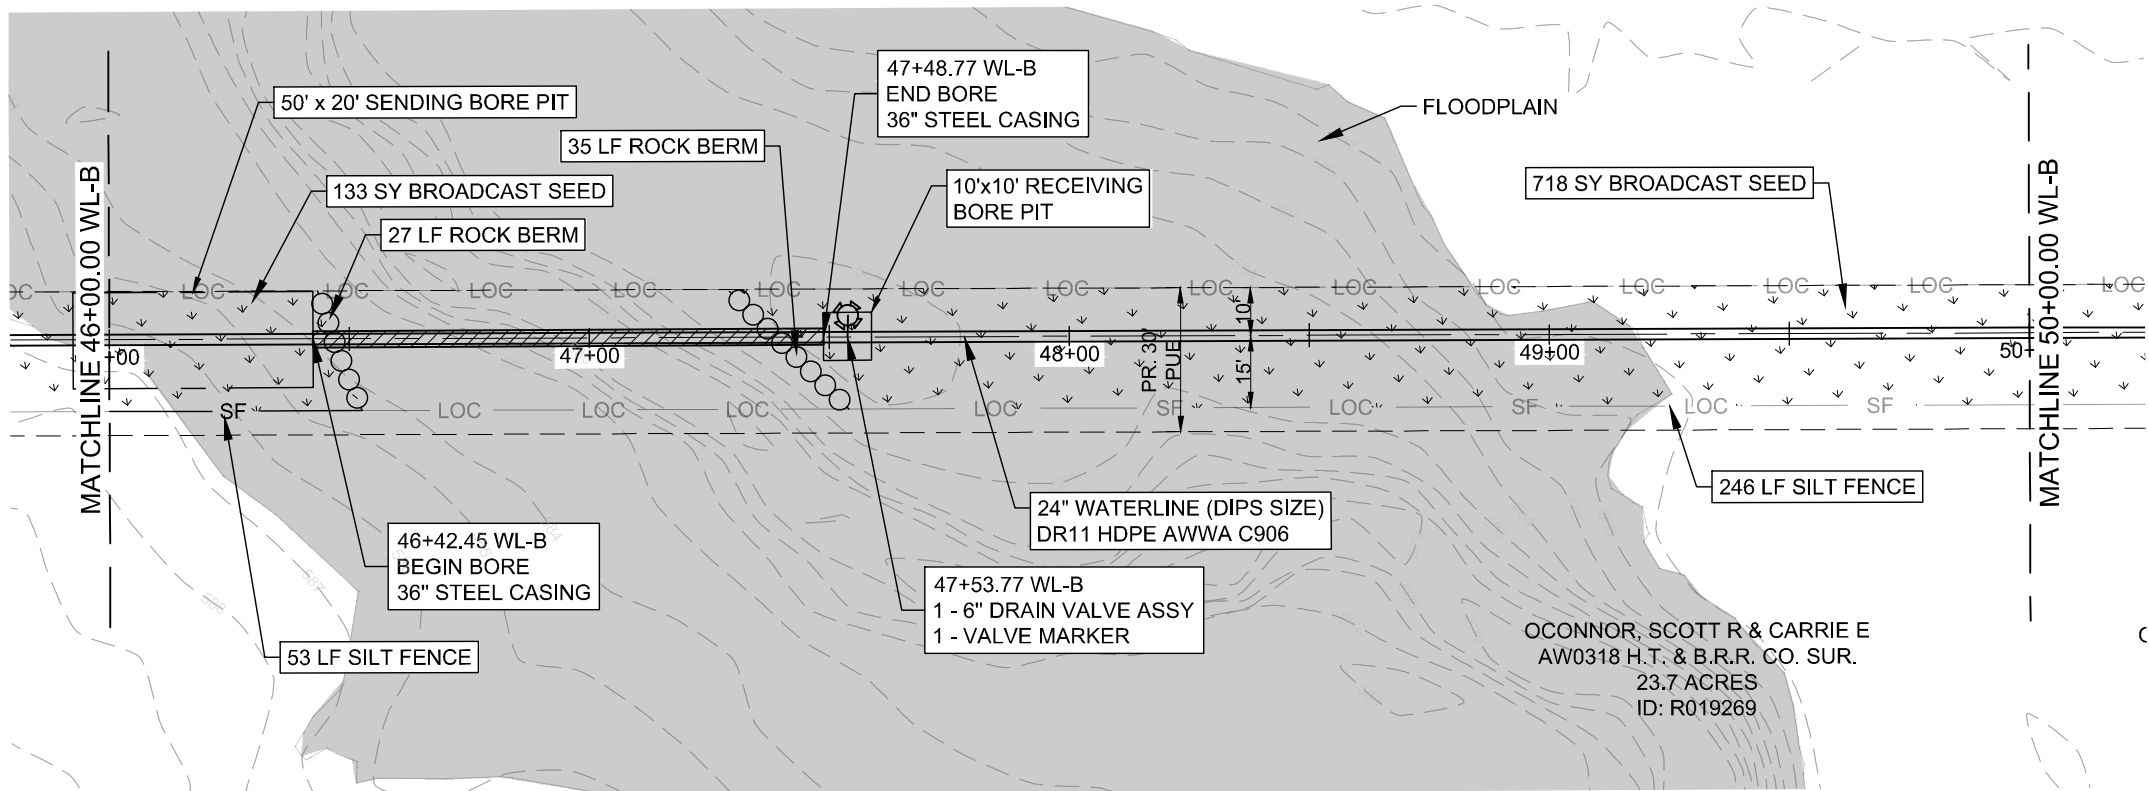 47+48.77 WL-B
END BORE
36" STEEL CASING
50' x 20' SENDING BORE PIT
FLOODPLAIN
35 LF ROCK BERM
133 SY BROADCAST SEED
10'x10' RECEIVING
BORE PIT
718 SY BROADCAST SEED
27 LF ROCK BERM
MATCHLINE 46+00.00 WL-B
MATCHLINE 50+00.00 WL-B
LOC
LOC
LOC
LOC
LOC
LOC
LOC
LOC
LOC
LOC
LOC
LOC
LOC
LOC
OC
10'
15'
PR. 30'
PUE
+00
47+00
48+00
49+00
50+
SF
LOC
LOC
LOC
LOC
SF
LOC
SF
LOC
SF
246 LF SILT FENCE
24" WATERLINE (DIPS SIZE)
DR11 HDPE AWWA C906
46+42.45 WL-B
BEGIN BORE
36" STEEL CASING
584
587
588
47+53.77 WL-B
1 - 6" DRAIN VALVE ASSY
1 - VALVE MARKER
53 LF SILT FENCE
OCONNOR, SCOTT R & CARRIE E
AW0318 H.T. & B.R.R. CO. SUR.
23.7 ACRES
ID: R019269